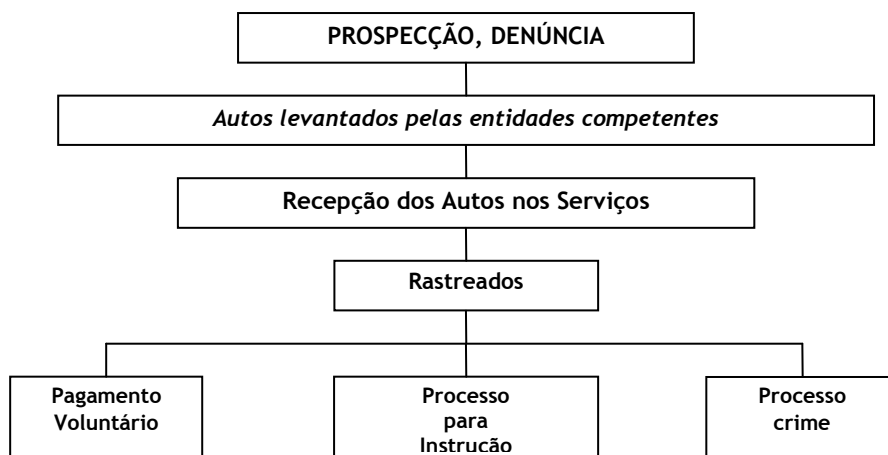 PROSPECÇÃO, DENÚNCIA
Autos levantados pelas entidades competentes
Recepção dos Autos nos Serviços
Rastreados
Pagamento
Voluntário
Processo
para
Instrução
Processo
crime